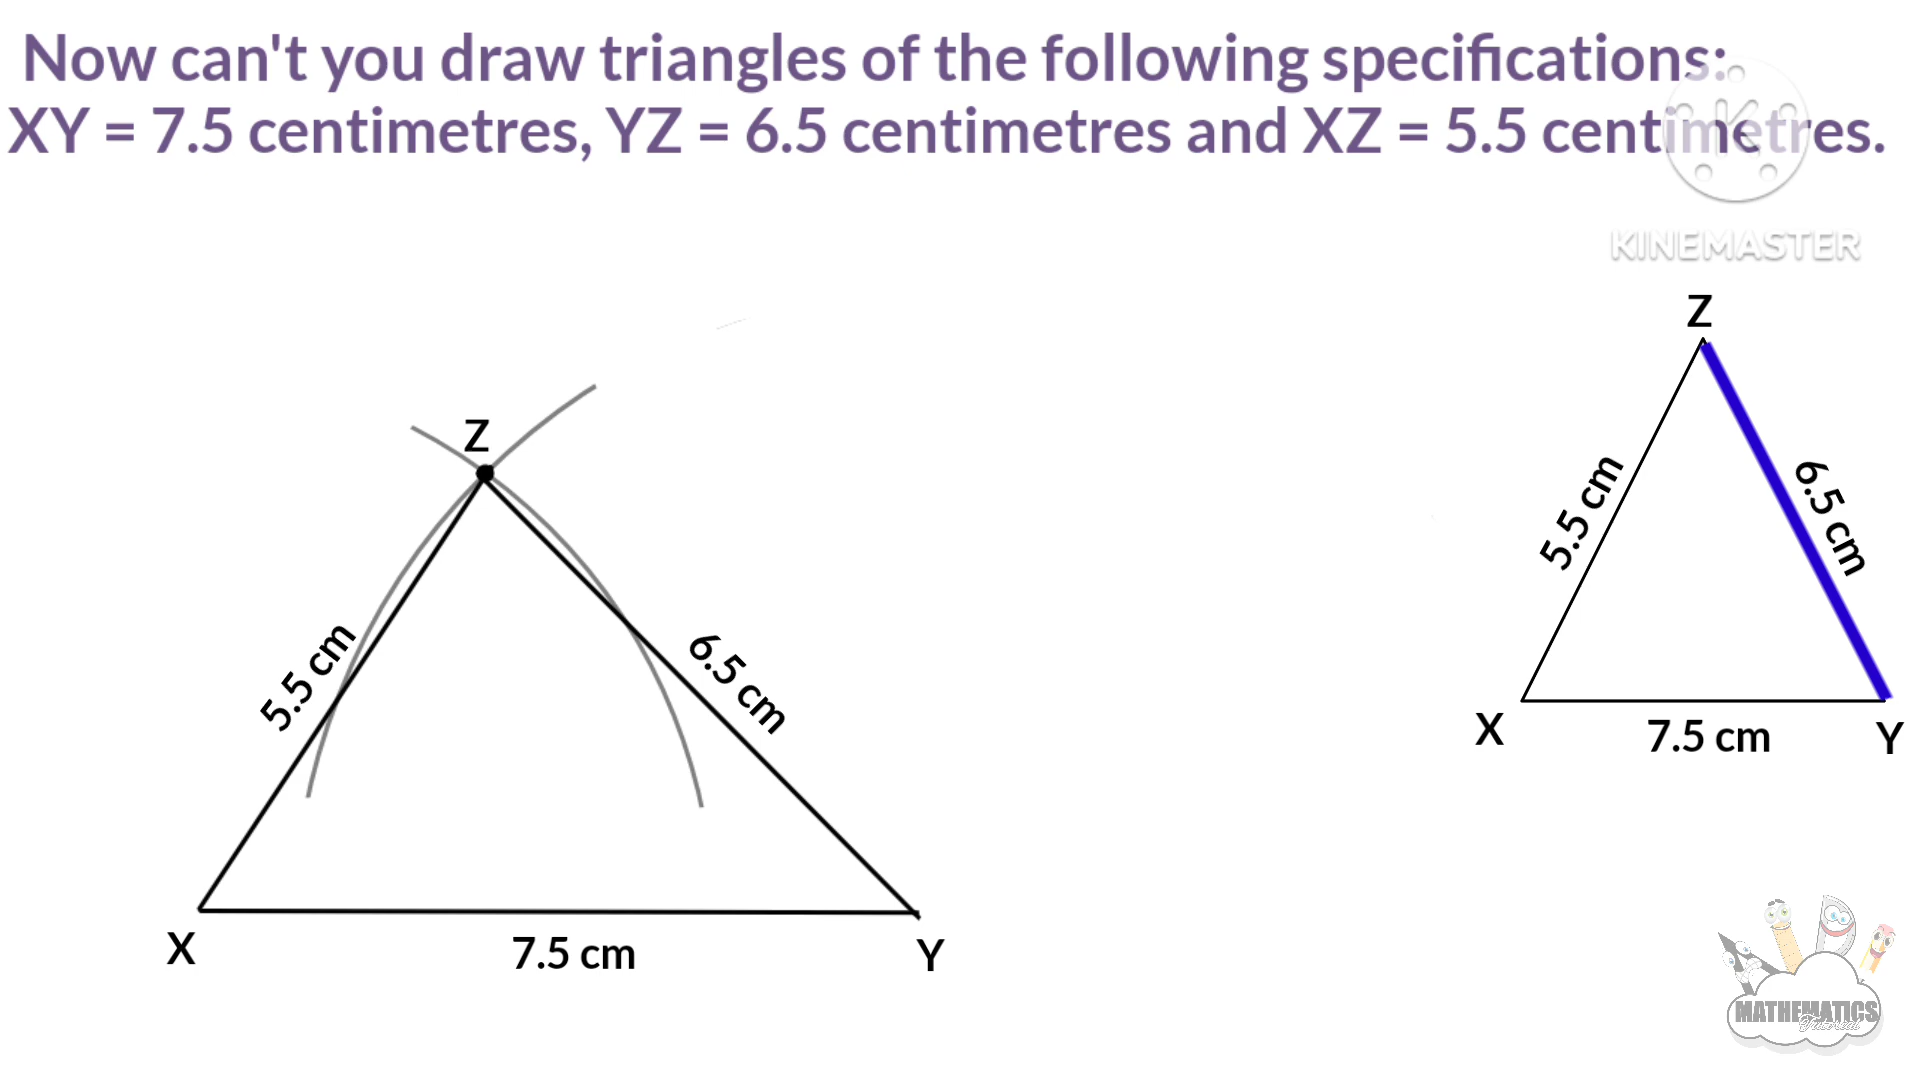 Now can't you draw triangles of the following specifications:
XY = 7.5 centimetres, YZ = 6.5 centimetres and XZ = 5.5 centimetres.
KINEMASTER
Z
5.5 cm
6.5 cm
X
7.5 cm
Y
Z
5.5 cm
6.5 cm
X
7.5 cm
Y
MATHEMATICS
Tutorial